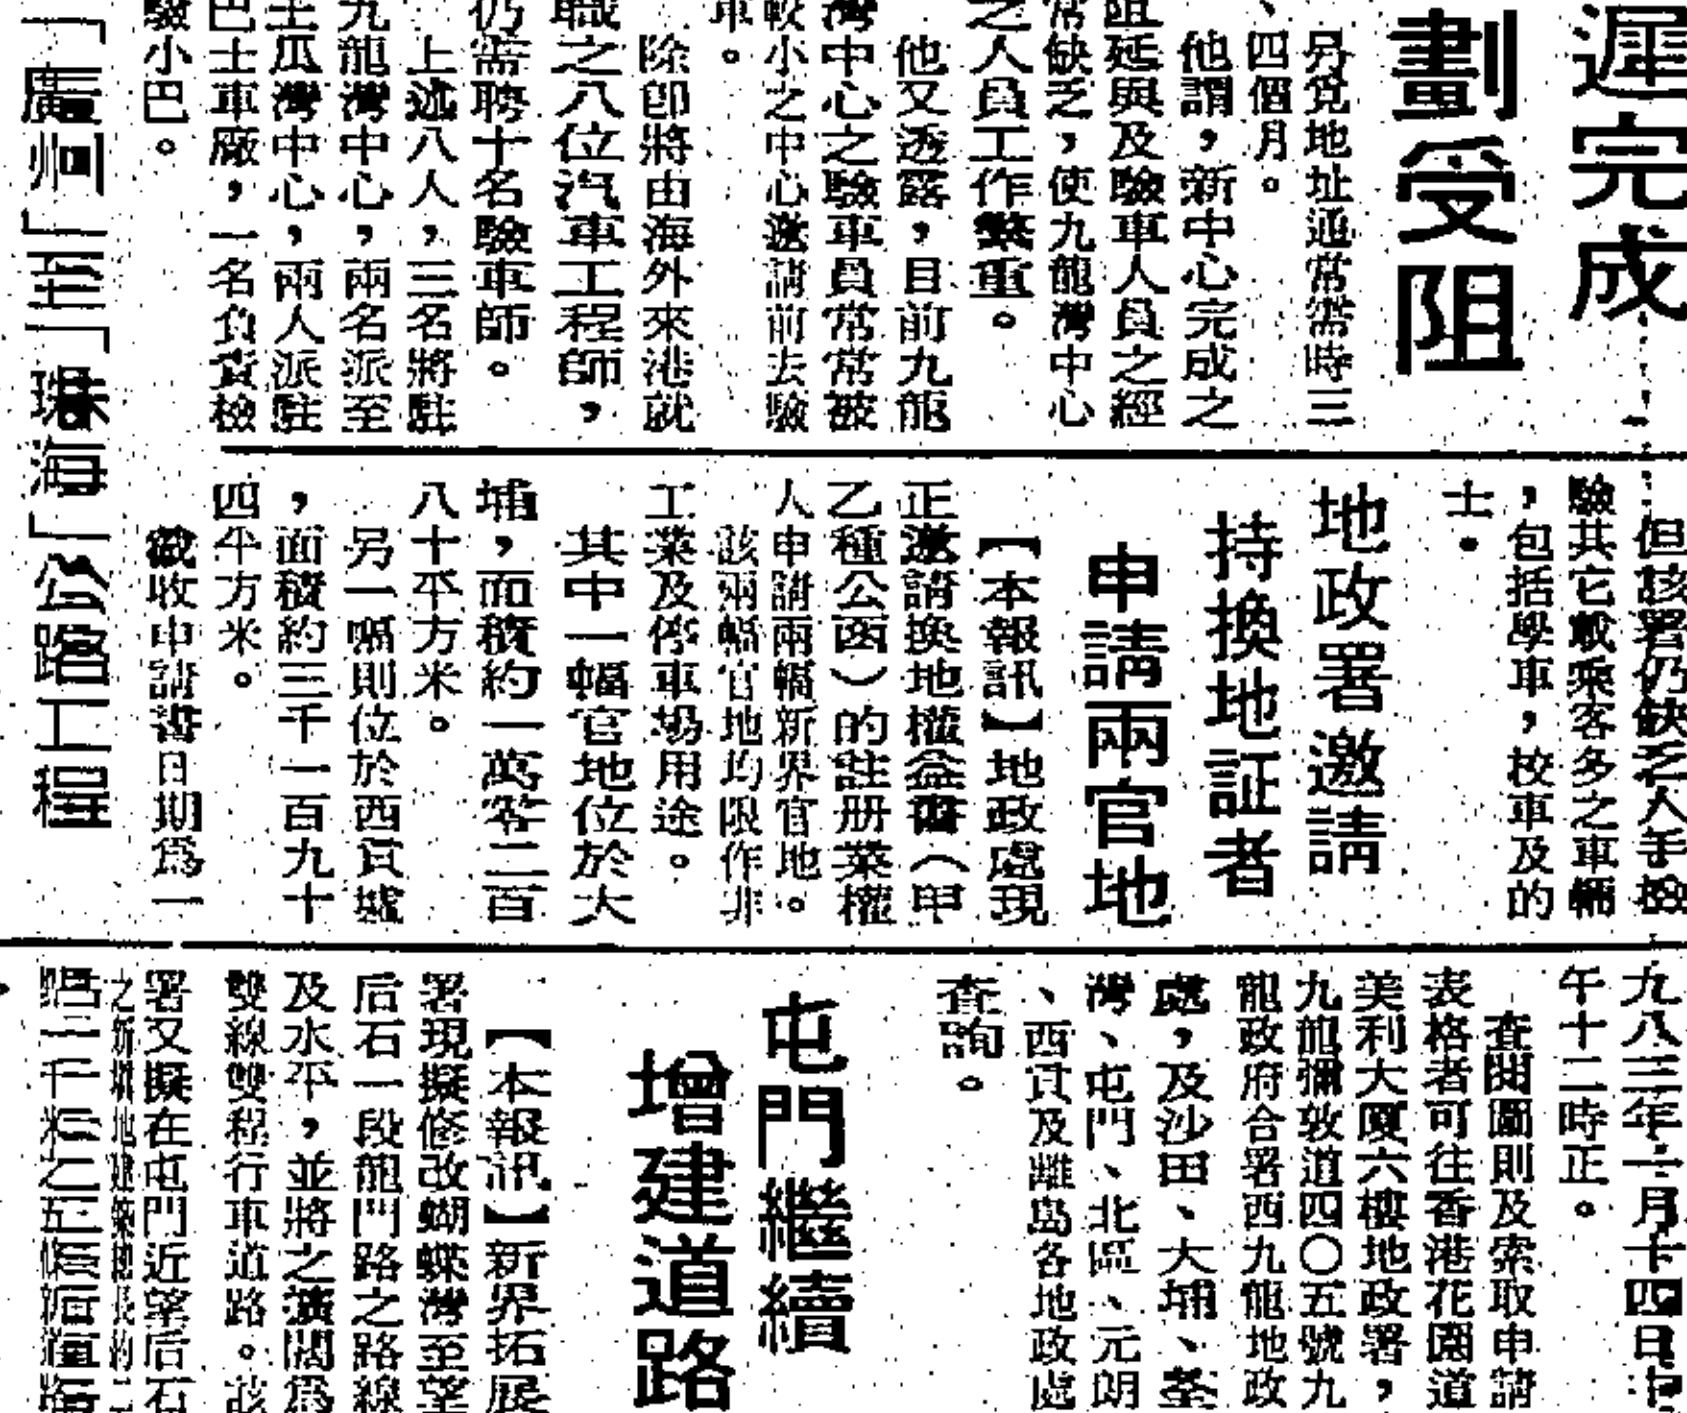 遲完成
劃受阻
另覓地址通常需時三
、四個月。
他謂，新中心完成之
阻延與及驗車人員之經
常缺乏，使九龍灣中心
之人員工作繁重。
他又透露，目前九龍
灣中心之驗車員常常被
較小之中心邀請前去驗
車。
除即將由海外來港就
職之八位汽車工程師，
仍需聘十名驗車師。
上述八人，三名將駐
九龍灣中心，兩名派至
土瓜灣中心，兩人派駐
巴士車廠，一名負責檢
驗小巴。
但該署仍缺乏人手檢
驗其它載乘客多之車輛
，包括學車，校車及的
士。
地政署邀請
持換地証者
申請兩官地
【本報訊】地政處現
正邀請換地權益書（甲
乙種公函）的註册業權
人申請兩幅新界官地。
該兩幅官地均限作非
工業及停車塲用途。
其中一幅官地位於大
埔，面積約一萬零二百
八十平方米。
另一幅則位於西貢墟
，面積約三千一百九十
四平方米。
截收申請書日期爲一
九八三年一月十四日中
午十二時正。
查閱圖則及索取申請
表格者可往香港花園道
美利大厦六樓地政署，
九龍彌敦道四〇五號九
龍政府合署西九龍地政
處，及沙田、大埔、荃
灣、屯門、北區、元朗
、西貢及離島各地政處
查詢。
屯門繼續
增建道路
【本報訊】新界拓展
署現擬修改蝴蝶灣至望
后石一段龍門路之路線
及水平，並將之擴闊爲
雙線雙程行車道路。該
署又擬在屯門近望后石
之新填地建築總長約二
「廣州」至「珠海」公路工程